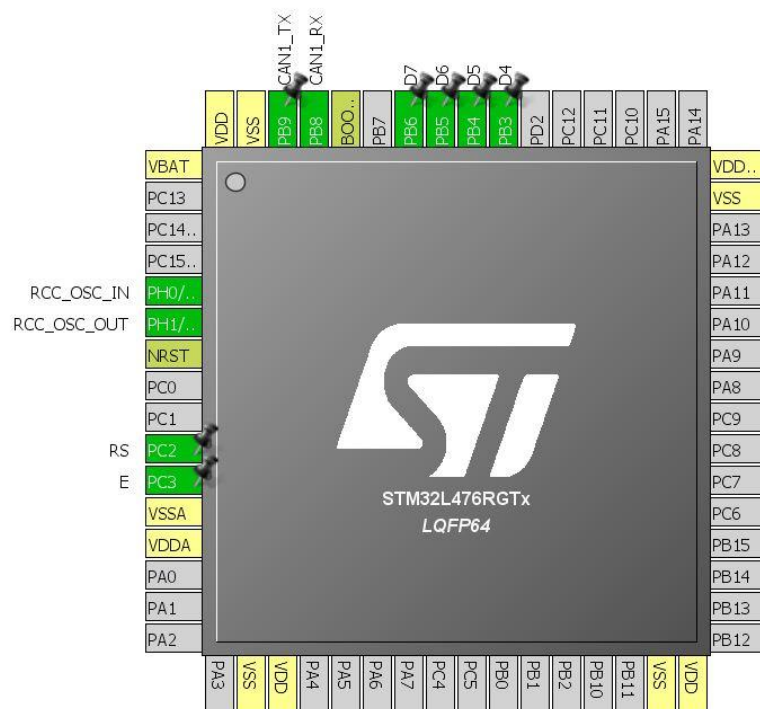 CAN1_TX
CAN1_RX
D7
D6
D5
D4
VDD
VSS
PB9
PB8
BOO..
PB7
PB6
PB5
PB4
PB3
PD2
PC12
PC11
PC10
PA15
PA14
VBAT
PC13
PC14..
PC15..
RCC_OSC_IN PH0/..
RCC_OSC_OUT PH1/..
NRST
PC0
PC1
RS PC2
E PC3
VSSA
VDDA
PA0
PA1
PA2
ST
STM32L476RGTx
LQFP64
VDD..
VSS
PA13
PA12
PA11
PA10
PA9
PA8
PC9
PC8
PC7
PC6
PB15
PB14
PB13
PB12
PA3
VSS
VDD
PA4
PA5
PA6
PA7
PC4
PC5
PB0
PB1
PB2
PB10
PB11
VSS
VDD